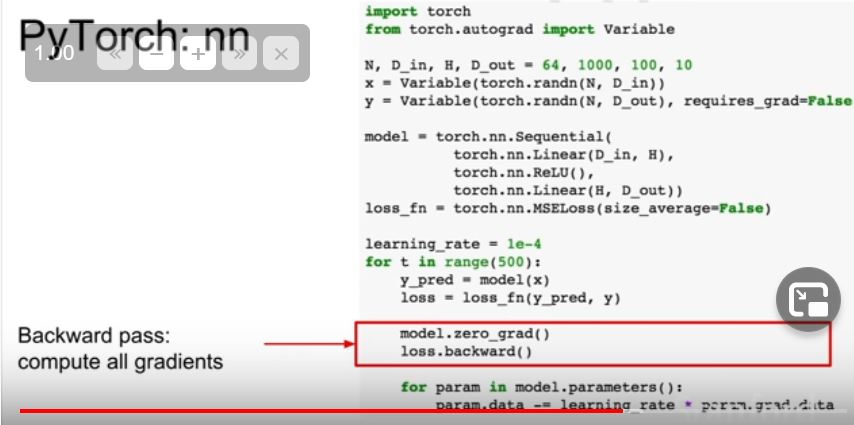 PyTorch: nn
1.00
import torch
from torch.autograd import Variable
N, D_in, H, D_out = 64, 1000, 100, 10
x = Variable(torch.randn(N, D_in))
y = Variable(torch.randn(N, D_out), requires_grad=False
model = torch.nn.Sequential(
torch.nn.Linear(D_in, H),
torch.nn.ReLU(),
torch.nn.Linear(H, D_out))
loss_fn = torch.nn.MSELoss(size_average=False)
learning_rate = 1e-4
for t in range(500):
y_pred = model(x)
loss = loss_fn(y_pred, y)
Backward pass:
compute all gradients
model.zero_grad()
loss.backward()
for param in model.parameters():
param.data -= learning_rate * param.grad.data